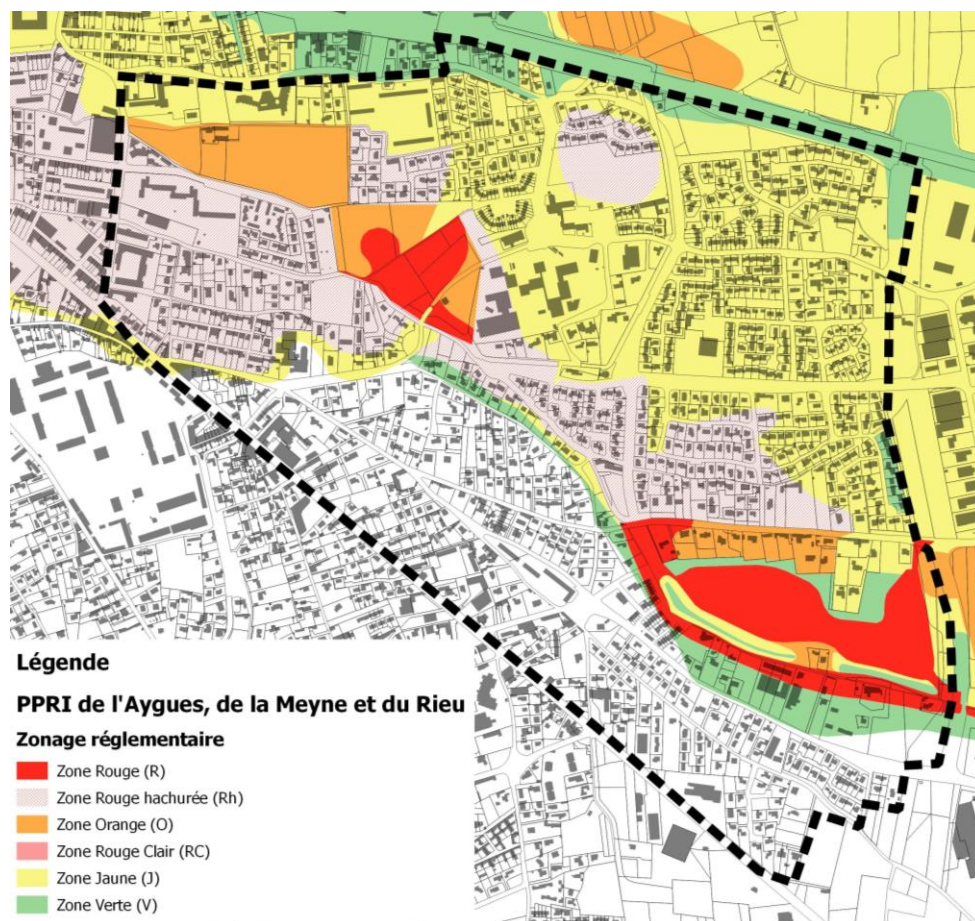 Légende
PPRI de l'Aygues, de la Meyne et du Rieu
Zonage réglementaire
Zone Rouge (R)
Zone Rouge hachurée (Rh)
Zone Orange (O)
Zone Rouge Clair (RC)
Zone Jaune (J)
Zone Verte (V)